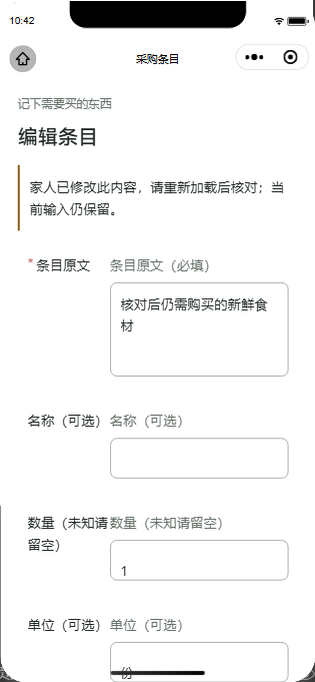 10:42
采购条目
记下需要买的东西
编辑条目
家人已修改此内容，请重新加载后核对；当
前输入仍保留。
* 条目原文 条目原文（必填）
核对后仍需购买的新鲜食
材
名称（可选） 名称（可选）
数量（未知请 数量（未知请留空）
留空）
1
单位（可选） 单位（可选）
份